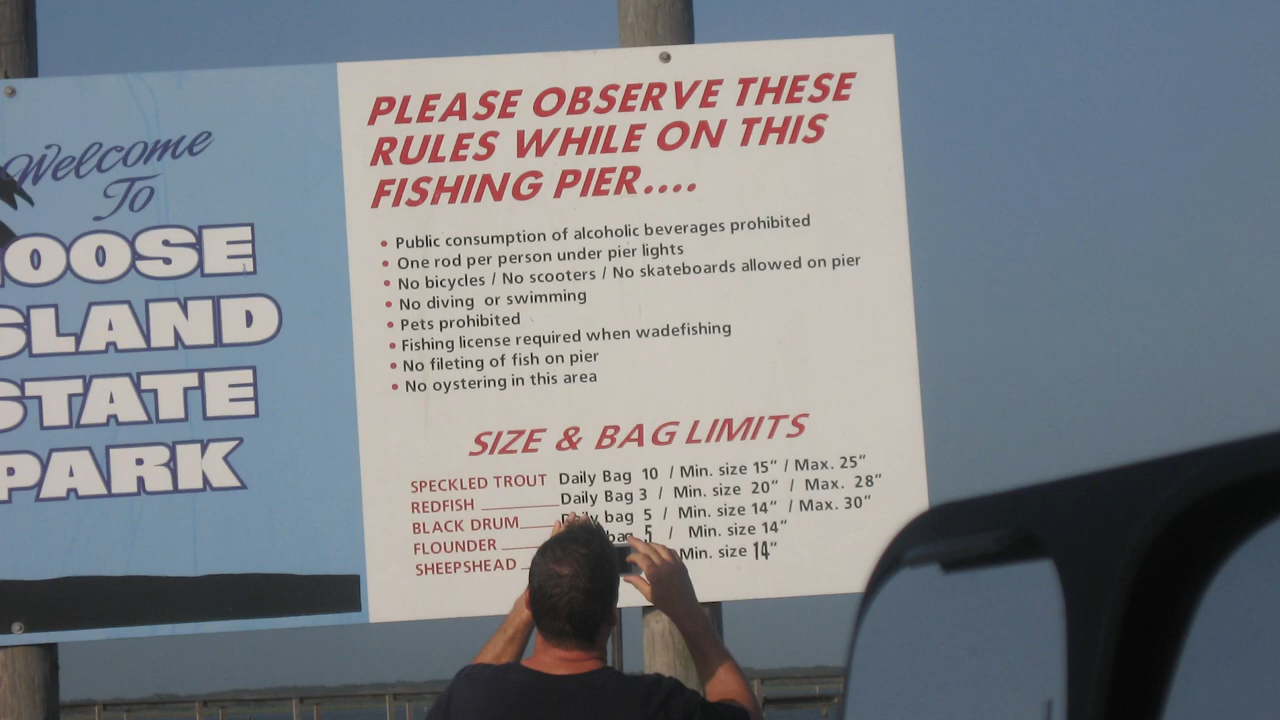 Welcome
To
OOSE
SLAND
STATE
PARK
PLEASE OBSERVE THESE
RULES WHILE ON THIS
FISHING PIER....
• Public consumption of alcoholic beverages prohibited
• One rod per person under pier lights
• No bicycles / No scooters / No skateboards allowed on pier
• No diving or swimming
• Pets prohibited
• Fishing license required when wadefishing
• No fileting of fish on pier
• No oystering in this area
SIZE & BAG LIMITS
SPECKLED TROUT Daily Bag 10 / Min. size 15" / Max. 25"
REDFISH ________ Daily Bag 3 / Min. size 20" / Max. 28"
BLACK DRUM____ Daily bag 5 / Min. size 14" / Max. 30"
FLOUNDER ____ bag 5 / Min. size 14"
SHEEPSHEAD _ Min. size 14"